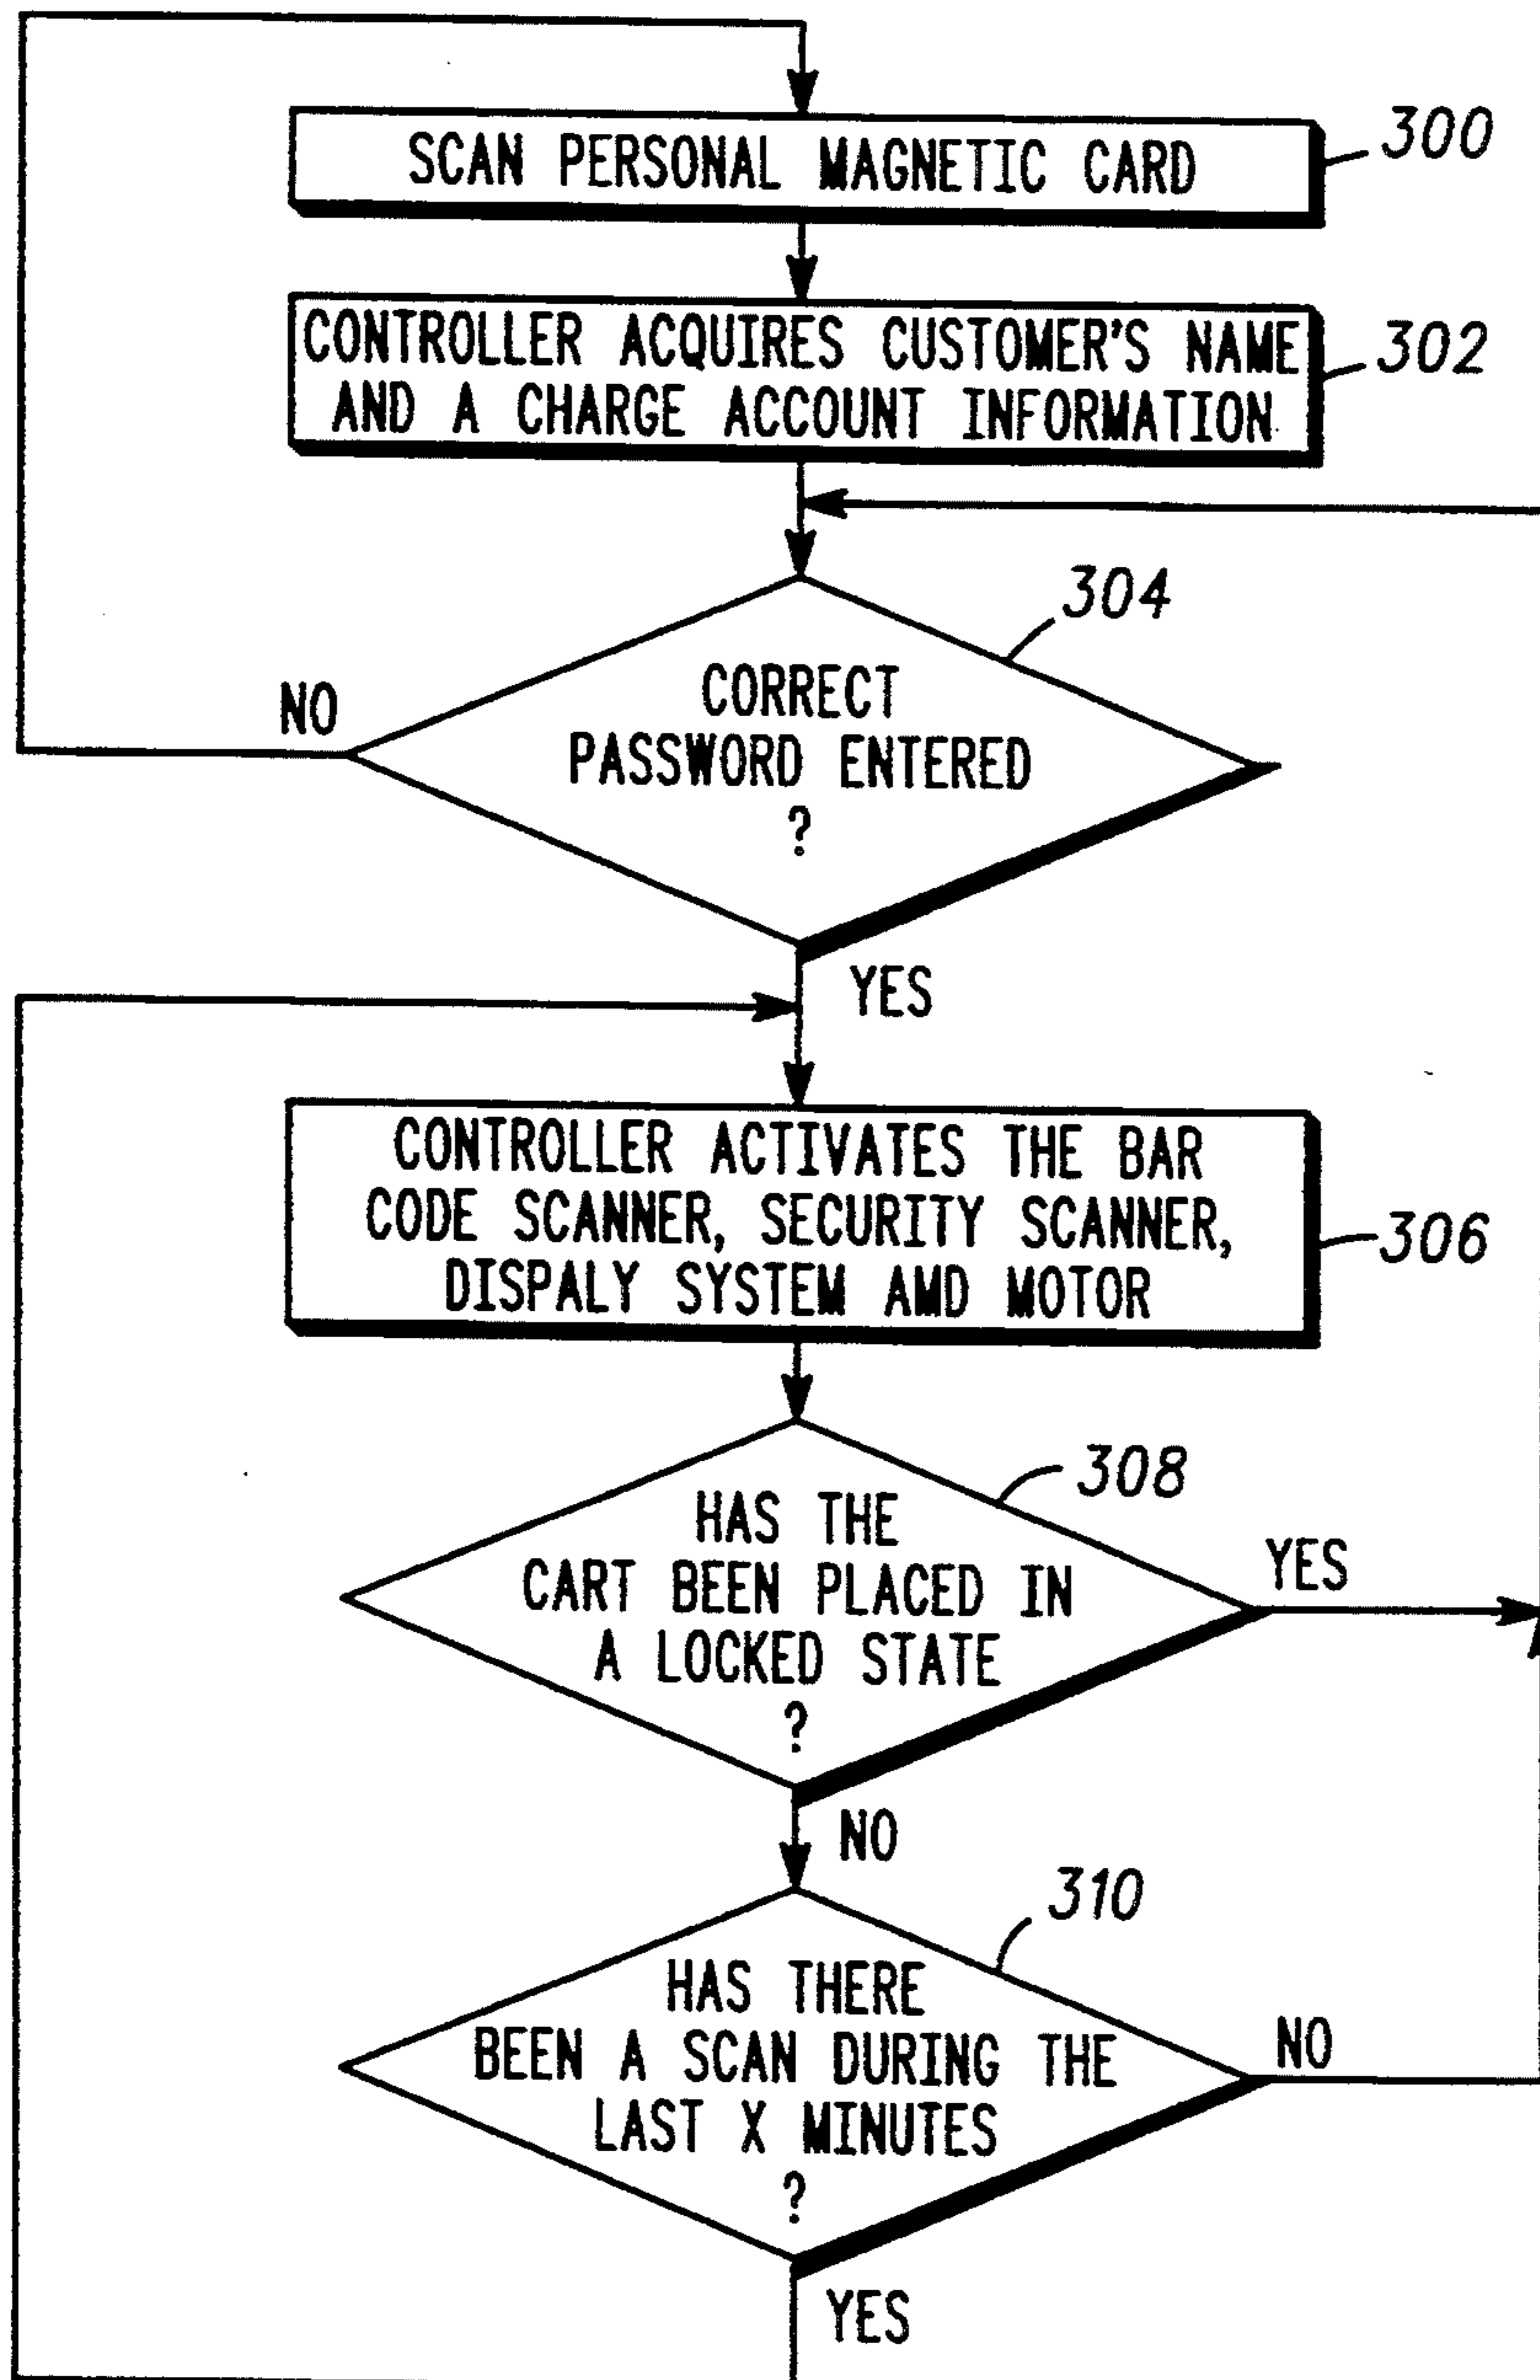 SCAN PERSONAL MAGNETIC CARD
300
CONTROLLER ACQUIRES CUSTOMER'S NAME
AND A CHARGE ACCOUNT INFORMATION
302
304
CORRECT
PASSWORD ENTERED
?
NO
YES
CONTROLLER ACTIVATES THE BAR
CODE SCANNER, SECURITY SCANNER,
DISPALY SYSTEM AMD MOTOR
306
308
HAS THE
CART BEEN PLACED IN
A LOCKED STATE
?
YES
NO
310
HAS THERE
BEEN A SCAN DURING THE
LAST X MINUTES
?
NO
YES